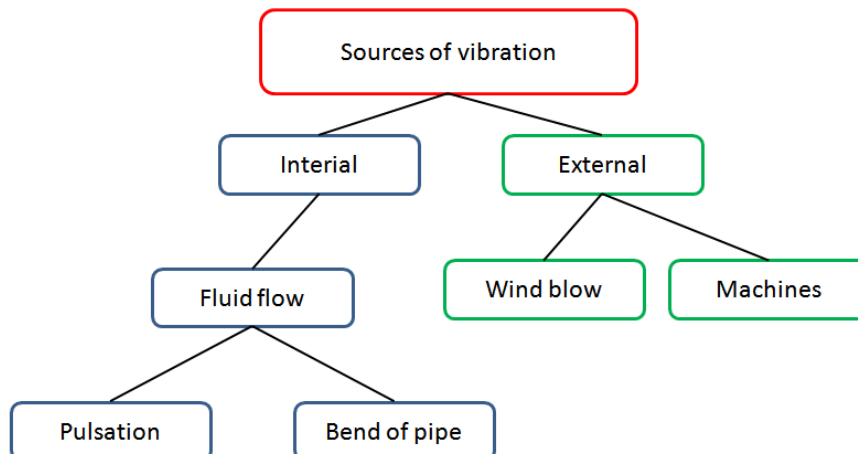 Sources of vibration
Interial
External
Fluid flow
Wind blow
Machines
Pulsation
Bend of pipe